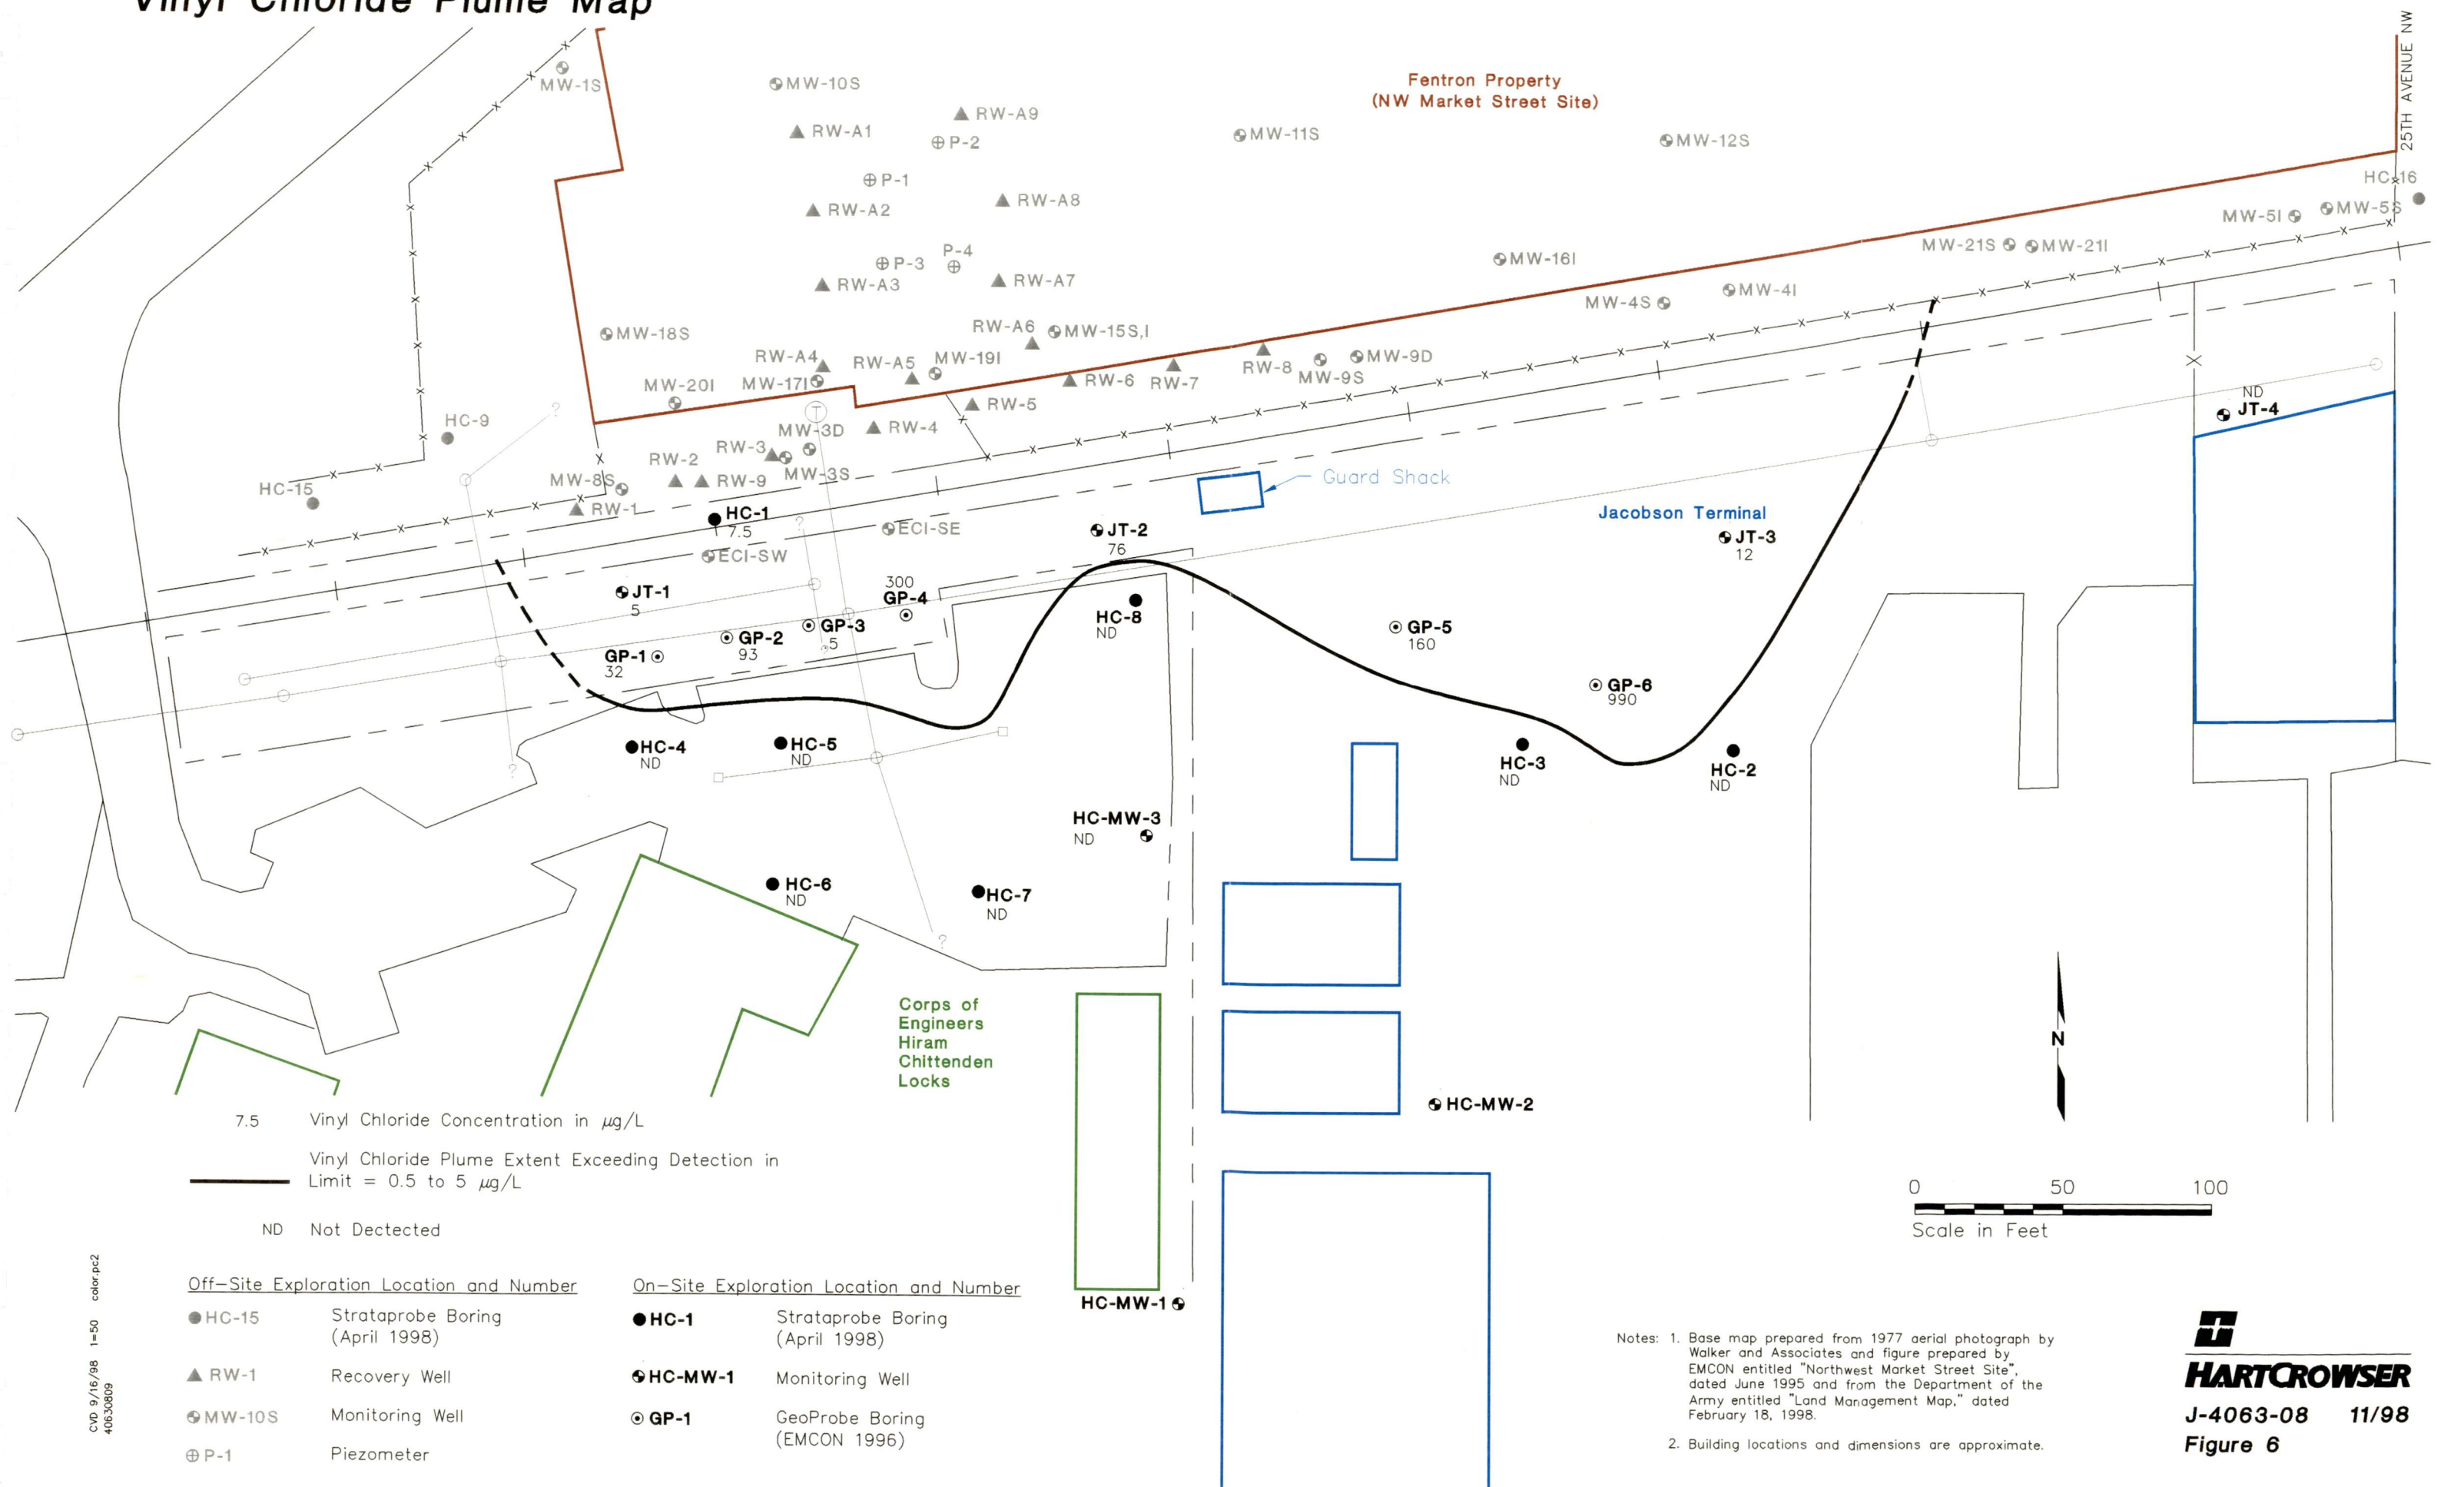 Vinyl Chloride Plume Map
25TH AVENUE NW
Fentron Property
(NW Market Street Site)
MW-1S
MW-10S
RW-A9
RW-A1
P-2
MW-11S
MW-12S
P-1
HC-16
RW-A2
RW-A8
MW-5I
MW-5S
P-3
P-4
MW-16I
MW-21S
MW-21I
RW-A3
RW-A7
MW-4S
MW-4I
MW-18S
RW-A6
MW-15S,I
RW-A4
RW-A5
MW-19I
MW-9D
MW-20I
MW-17I
RW-6
RW-7
RW-8
MW-9S
RW-5
ND
JT-4
HC-9
T
MW-3D
RW-4
?
RW-3
RW-2
MW-3S
HC-15
MW-8S
RW-9
Guard Shack
RW-1
HC-1
7.5
?
ECI-SE
JT-2
76
Jacobson Terminal
JT-3
12
ECI-SW
JT-1
5
300
GP-4
HC-8
ND
GP-3
5
?
GP-2
93
GP-1
32
GP-5
160
GP-6
990
HC-4
ND
HC-5
ND
?
HC-3
ND
HC-2
ND
HC-MW-3
ND
HC-6
ND
HC-7
ND
?
Corps of
Engineers
Hiram
Chittenden
Locks
N
HC-MW-2
7.5 Vinyl Chloride Concentration in µg/L
Vinyl Chloride Plume Extent Exceeding Detection in
Limit = 0.5 to 5 µg/L
ND Not Dectected
0 50 100
Scale in Feet
HC-MW-1
Off-Site Exploration Location and Number
HC-15 Strataprobe Boring
(April 1998)
RW-1 Recovery Well
MW-10S Monitoring Well
P-1 Piezometer
On-Site Exploration Location and Number
HC-1 Strataprobe Boring
(April 1998)
HC-MW-1 Monitoring Well
GP-1 GeoProbe Boring
(EMCON 1996)
CVD 9/16/98 1=50 color.pc2
40630809
Notes: 1. Base map prepared from 1977 aerial photograph by
Walker and Associates and figure prepared by
EMCON entitled "Northwest Market Street Site",
dated June 1995 and from the Department of the
Army entitled "Land Management Map," dated
February 18, 1998.
2. Building locations and dimensions are approximate.
HARTCROWSER
J-4063-08 11/98
Figure 6